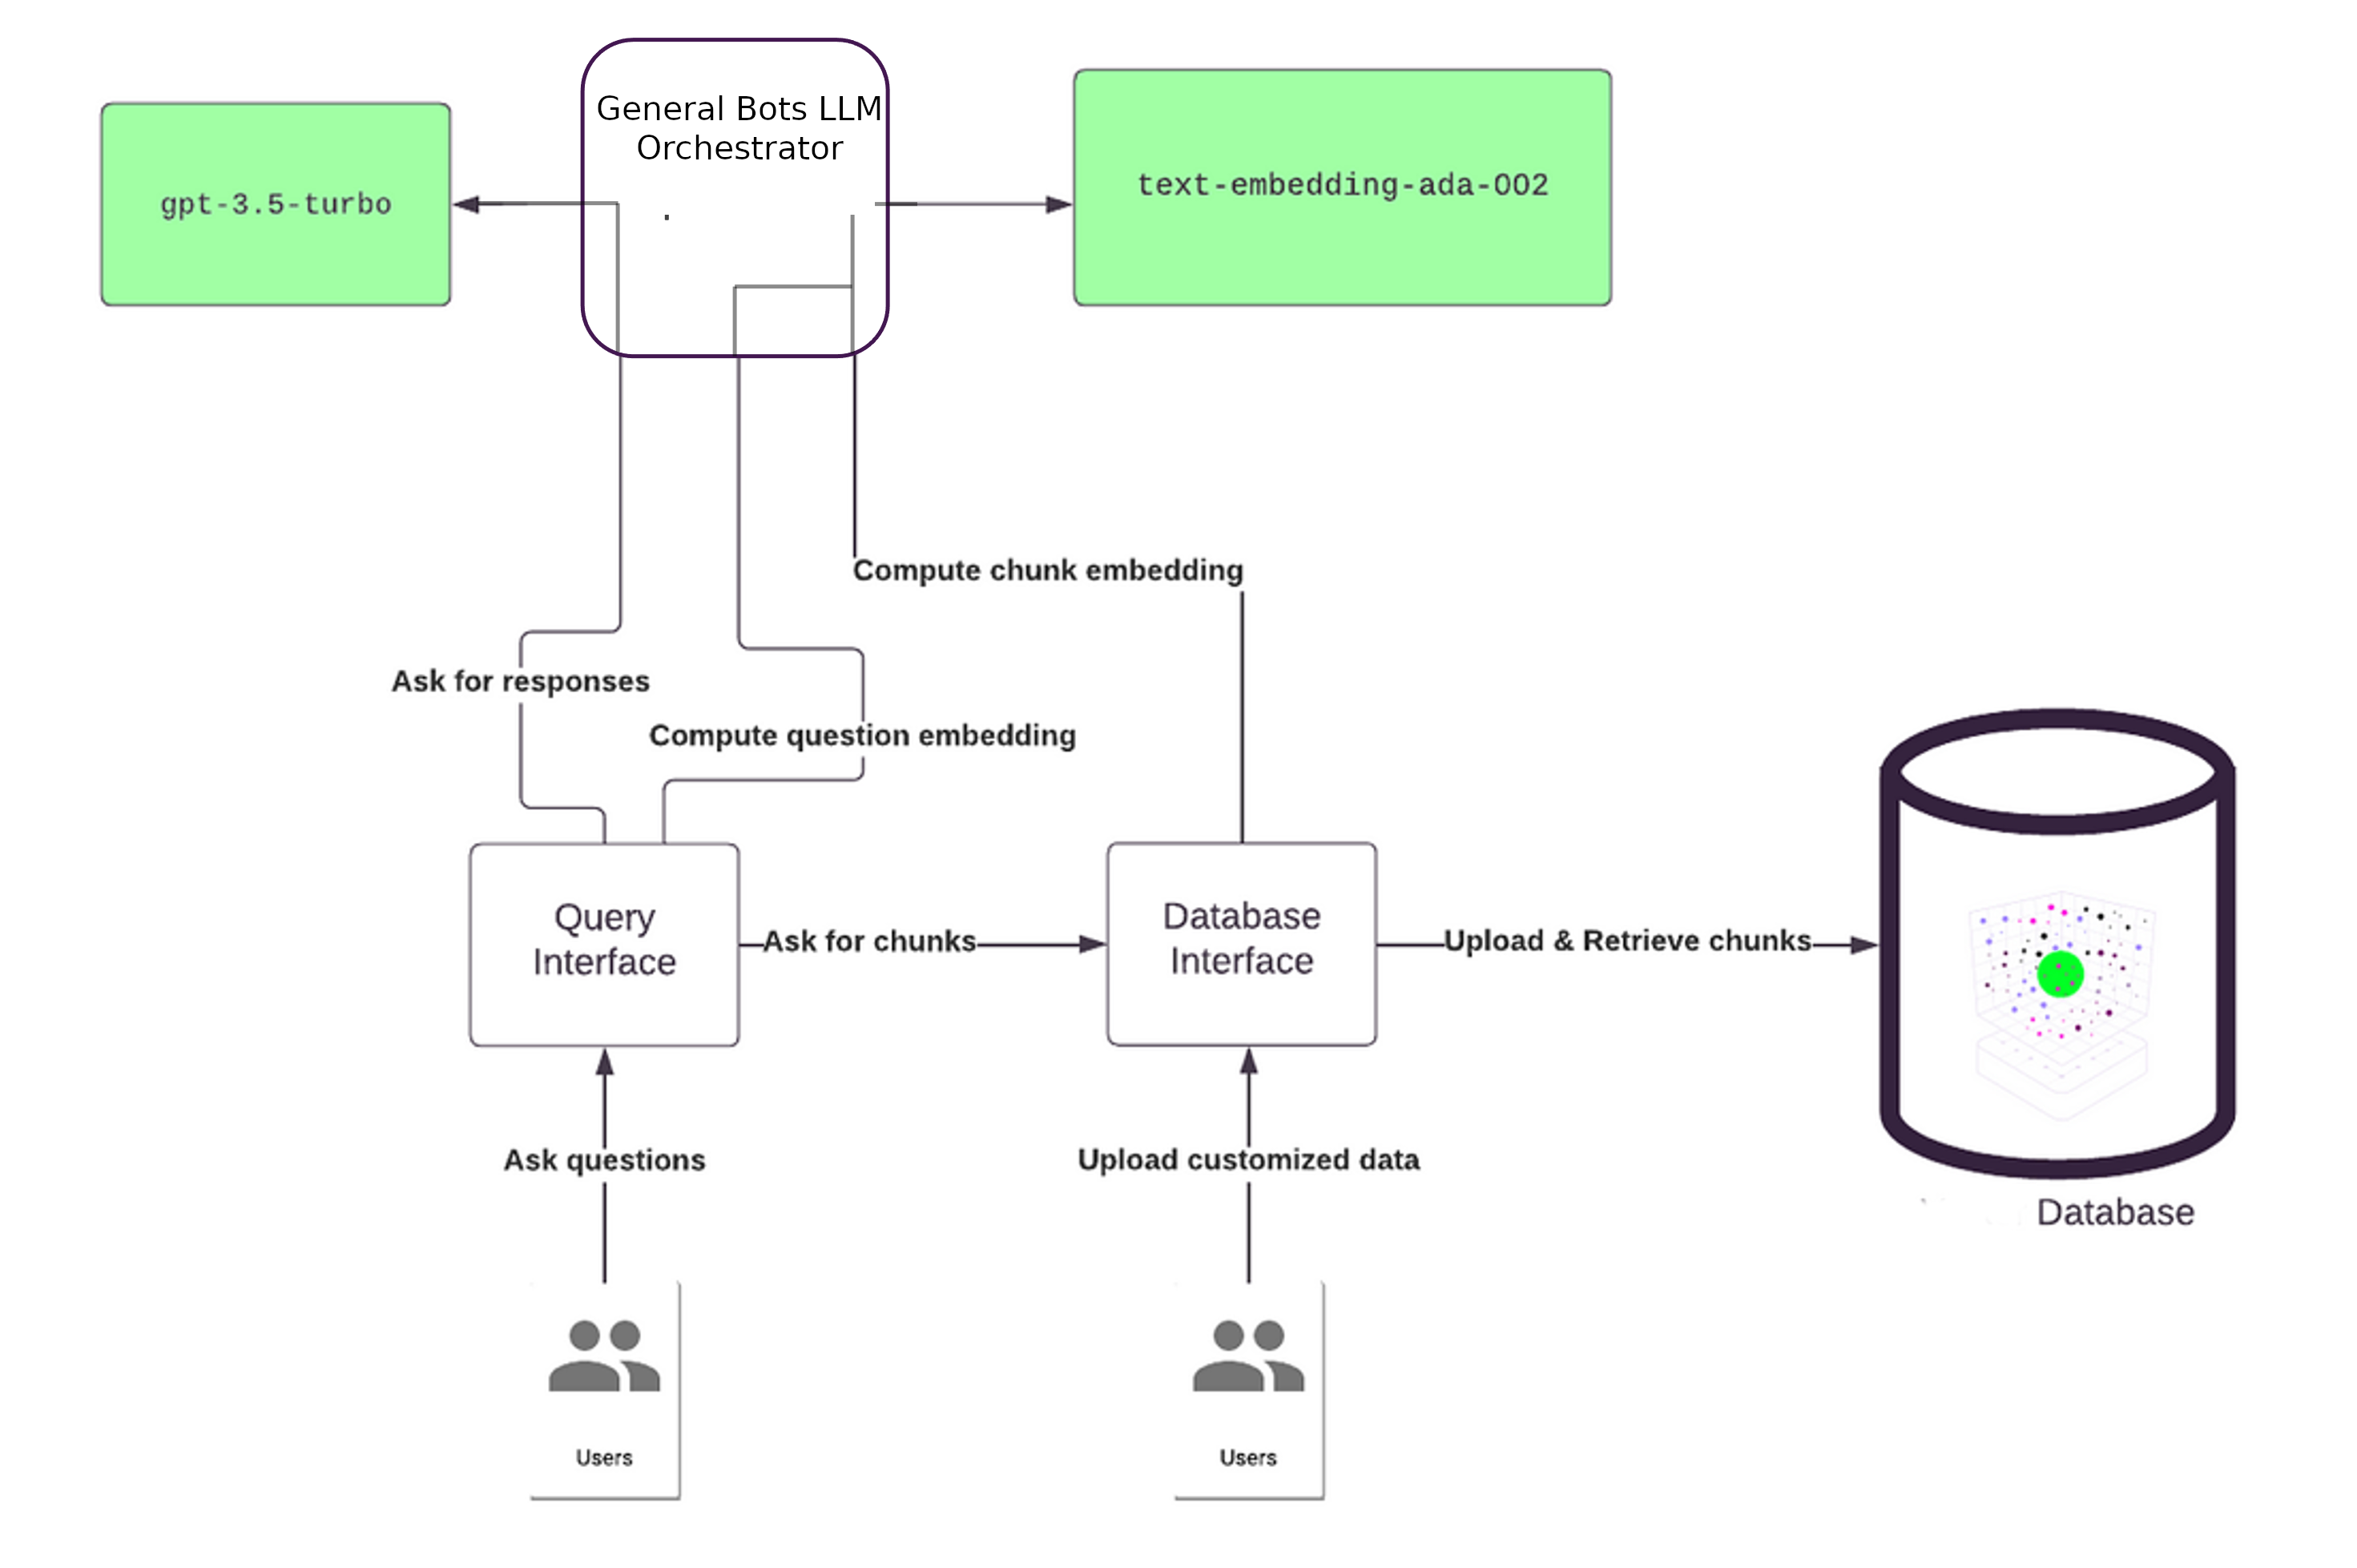 General Bots LLM
Orchestrator
gpt-3.5-turbo
text-embedding-ada-002
Compute chunk embedding
Ask for responses
Compute question embedding
Query
Interface
Ask for chunks
Database
Interface
Upload & Retrieve chunks
Ask questions
Upload customized data
Database
Users
Users